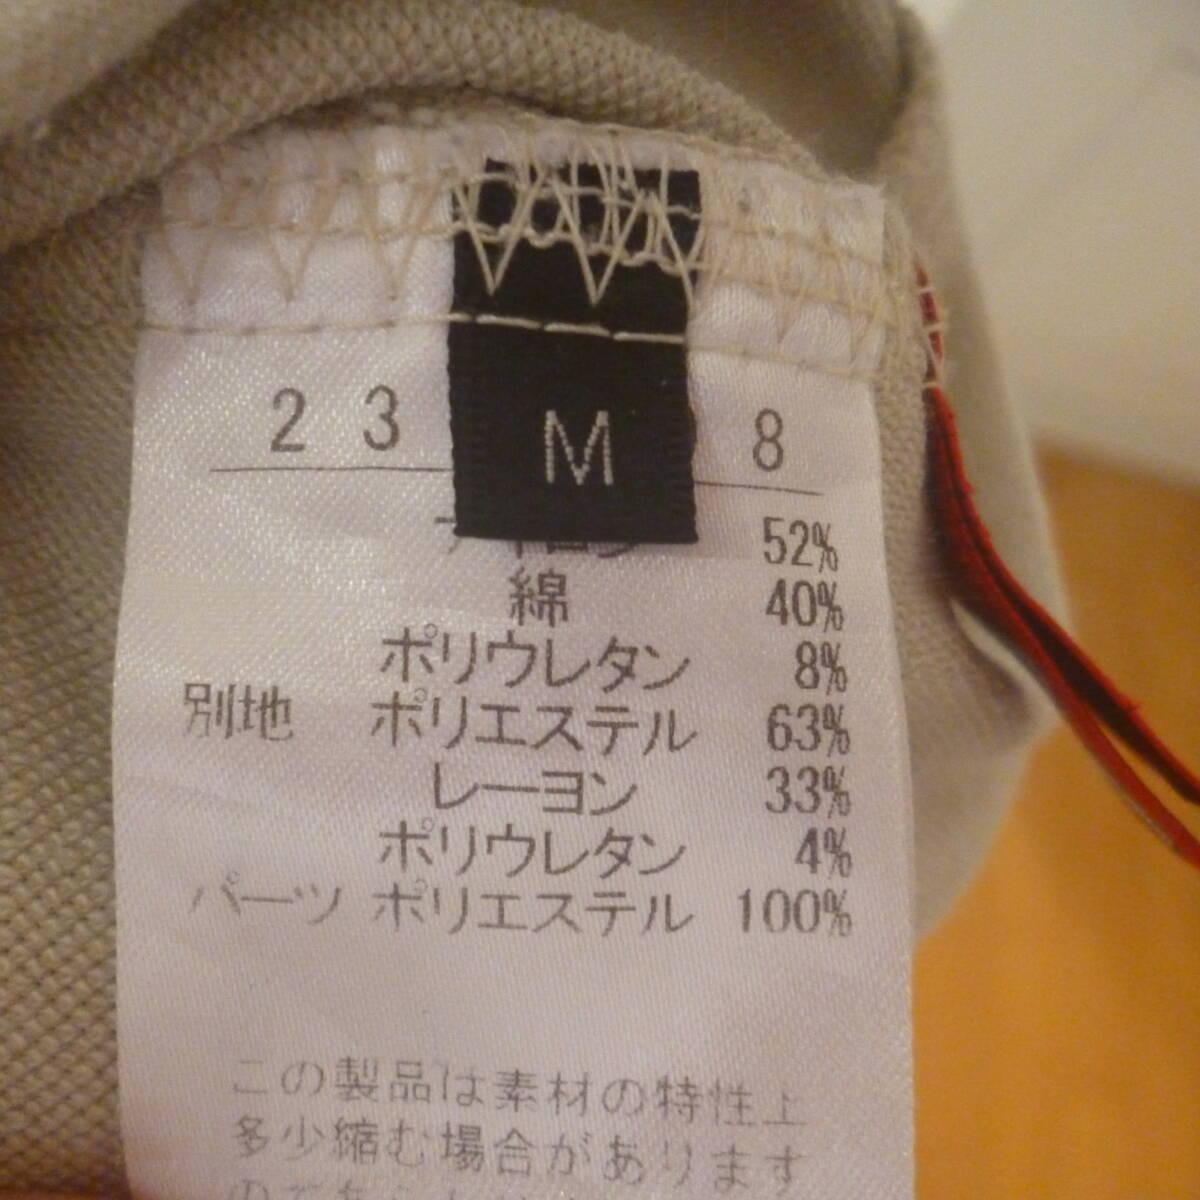 23 M 8
52%
綿 40%
ポリウレタン 8%
別地 ポリエステル 63%
レーヨン 33%
ポリウレタン 4%
パーツ ポリエステル 100%
この製品は素材の特性上
多少縮む場合があります